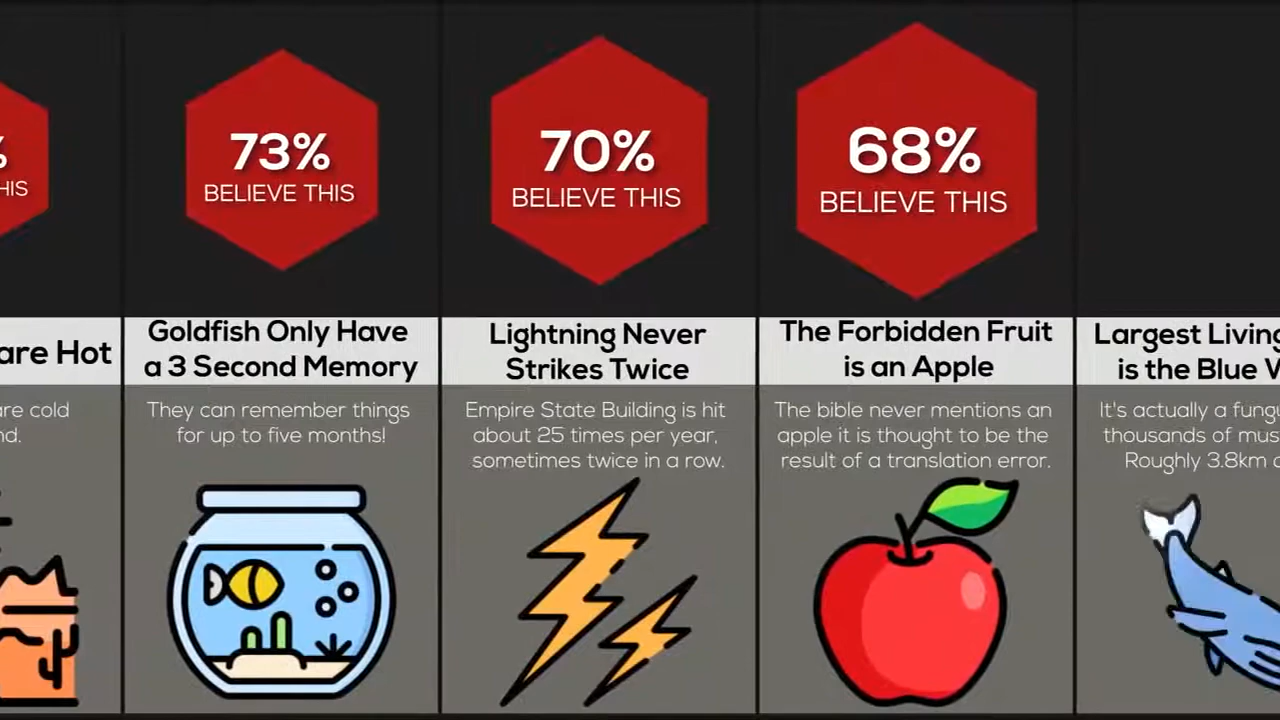 %
HIS
are Hot
are cold
nd.
73%
BELIEVE THIS
Goldfish Only Have
a 3 Second Memory
They can remember things
for up to five months!
70%
BELIEVE THIS
Lightning Never
Strikes Twice
Empire State Building is hit
about 25 times per year,
sometimes twice in a row.
68%
BELIEVE THIS
The Forbidden Fruit
is an Apple
The bible never mentions an
apple it is thought to be the
result of a translation error.
Largest Living
is the Blue
It's actually a
thousands of
Roughly 3.8km